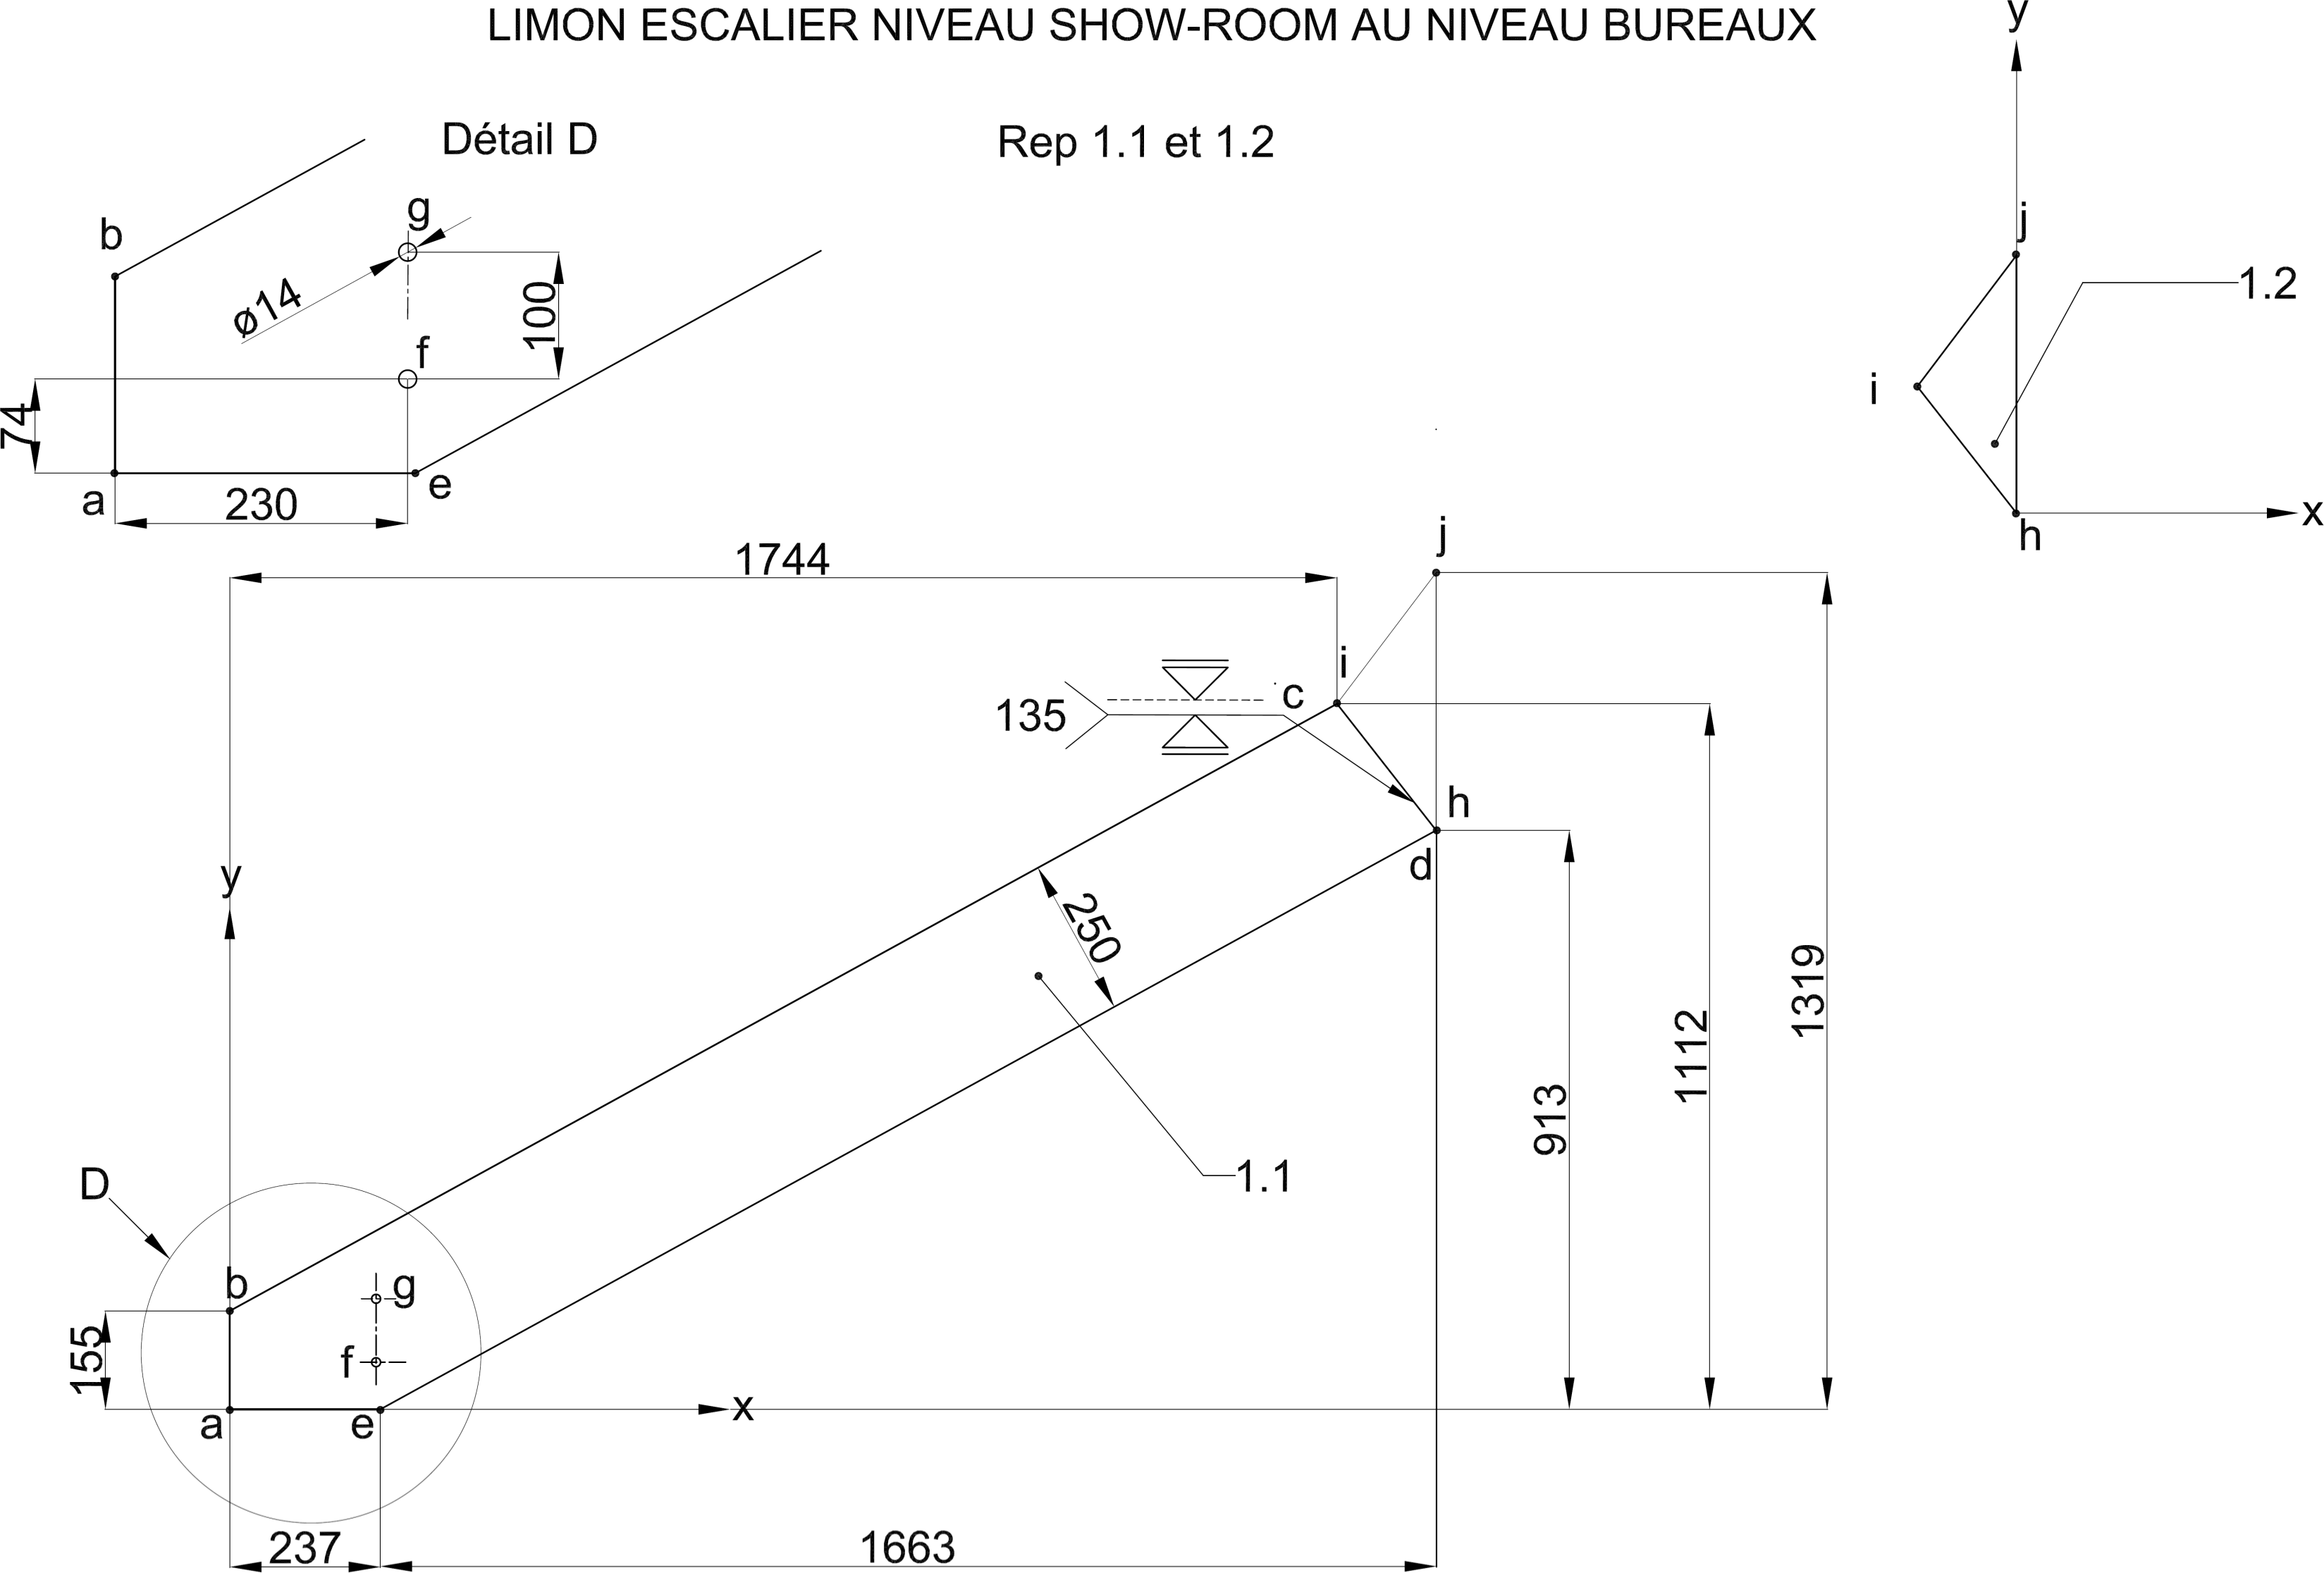 LIMON ESCALIER NIVEAU SHOW-ROOM AU NIVEAU BUREAUX
y
Détail D
Rep 1.1 et 1.2
g
b
j
ø14
100
1.2
f
74
i
a
230
e
x
h
j
1744
i
c
135
h
d
y
250
1319
1112
913
1.1
D
b
g
155
f
a
e
x
237
1663